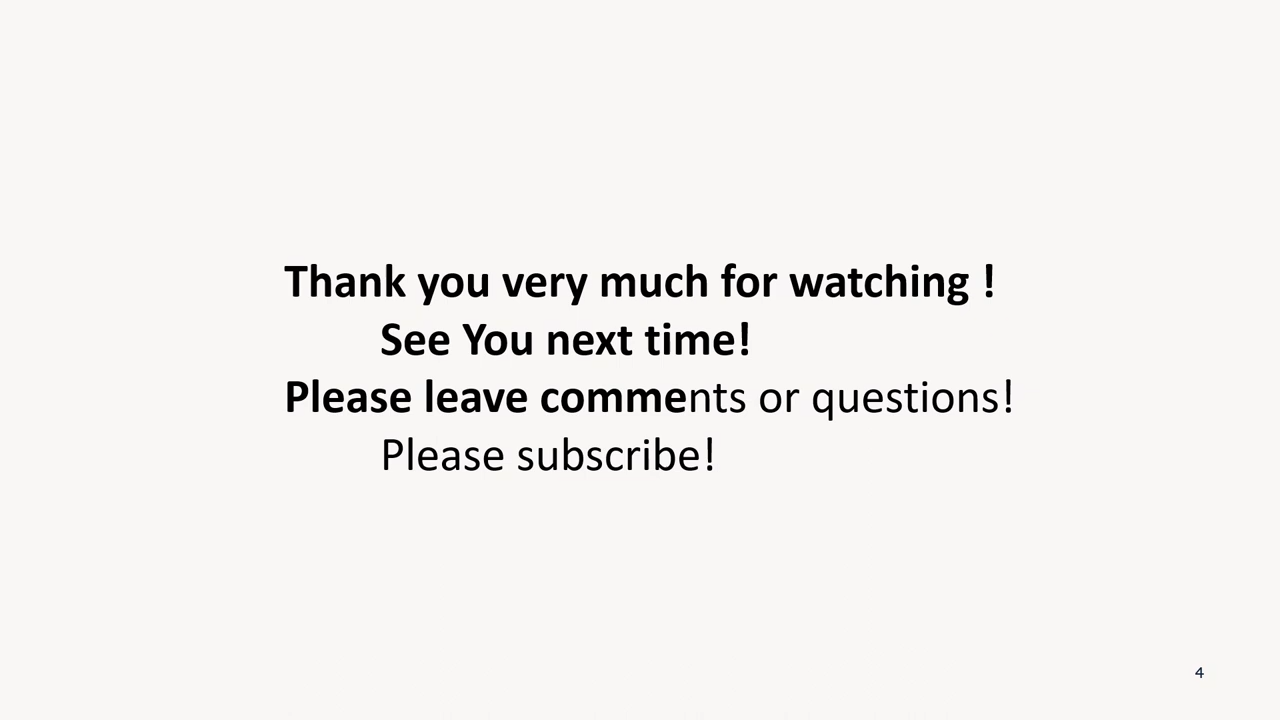 Thank you very much for watching !
See You next time!
Please leave comments or questions!
Please subscribe!
4